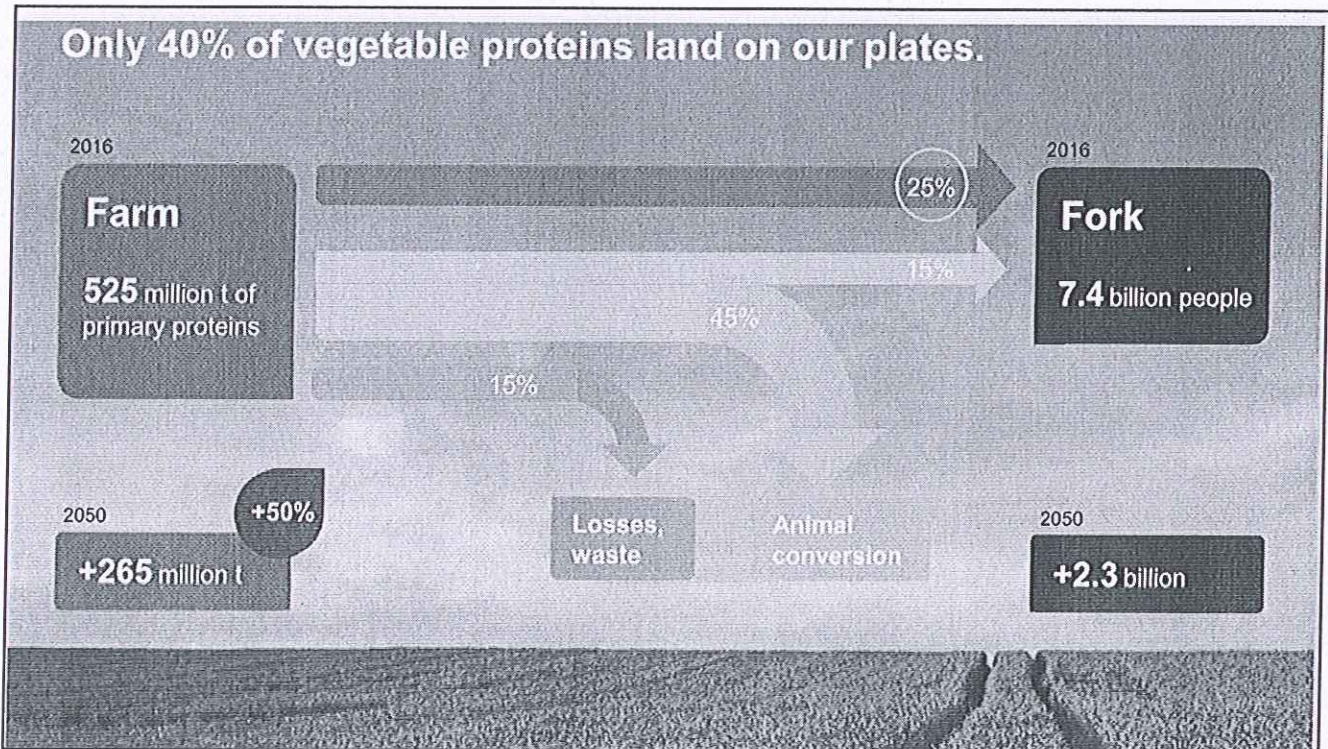 Only 40% of vegetable proteins land on our plates.
2016
Farm
525 million t of
primary proteins
25%
15%
45%
15%
2016
Fork
7.4 billion people
2050
+50%
+265 million t
Losses,
waste
Animal
conversion
2050
+2.3 billion